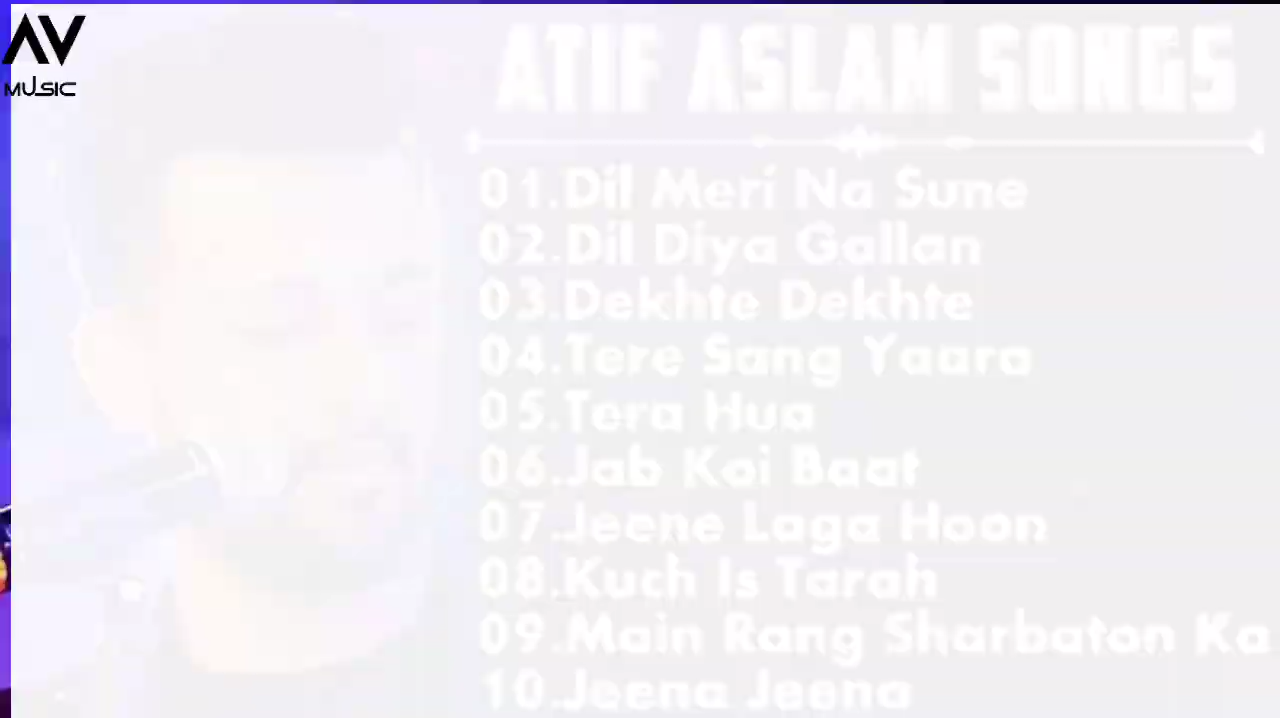 AV
MUSIC
ATIF ASLAM SONGS
01.Dil Meri Na Sune
02.Dil Diya Gallan
03.Dekhte Dekhte
04.Tere Sang Yaara
05.Tera Hua
06.Jab Koi Baat
07.Jeene Laga Hoon
08.Kuch Is Tarah
09.Main Rang Sharbaton Ka
10.Jeena Jeena